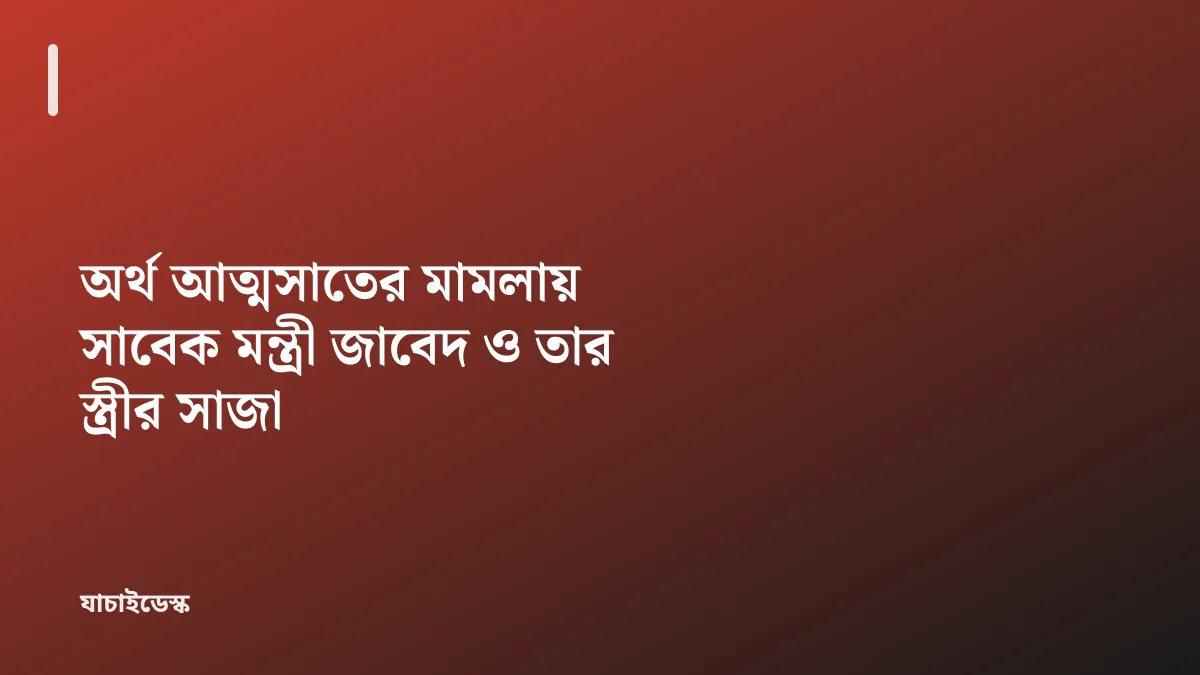 অর্থ আত্মসাতের মামলায়
সাবেক মন্ত্রী জাবেদ ও তার
স্ত্রীর সাজা
যাচাইডেস্ক